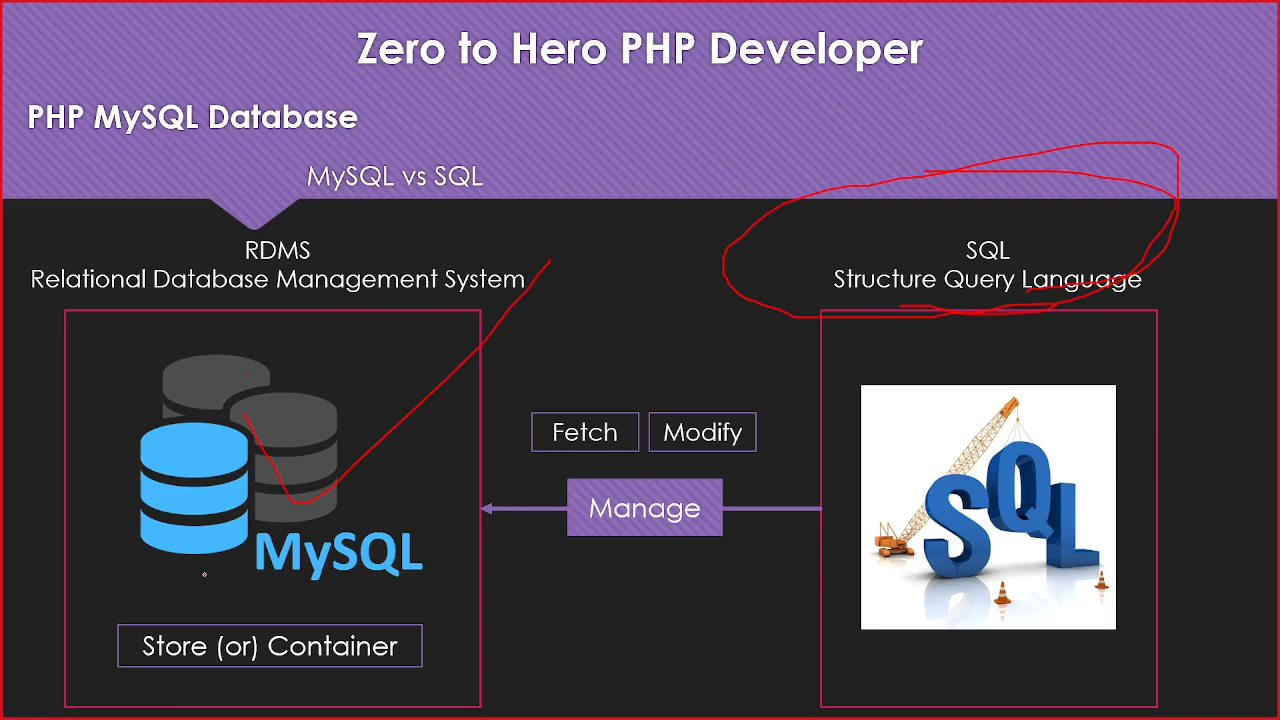 Zero to Hero PHP Developer
PHP MySQL Database
MySQL vs SQL
RDMS
Relational Database Management System
MySQL
Store (or) Container
Fetch
Modify
Manage
SQL
Structure Query Language
SQL